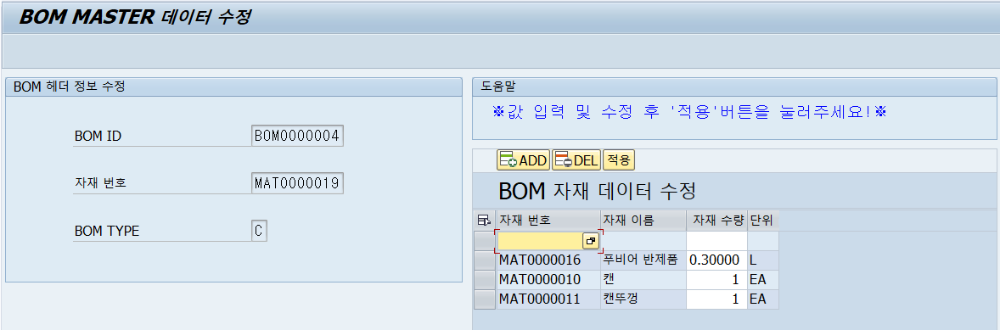 BOM MASTER 데이터 수정
BOM 헤더 정보 수정
BOM ID BOM0000004
자재 번호 MAT0000019
BOM TYPE C
도움말
※값 입력 및 수정 후 '적용'버튼을 눌러주세요!※
ADD DEL 적용
BOM 자재 데이터 수정
자재 번호 자재 이름 자재 수량 단위
MAT0000016 푸비어 반제품 0.30000 L
MAT0000010 캔 1 EA
MAT0000011 캔뚜껑 1 EA